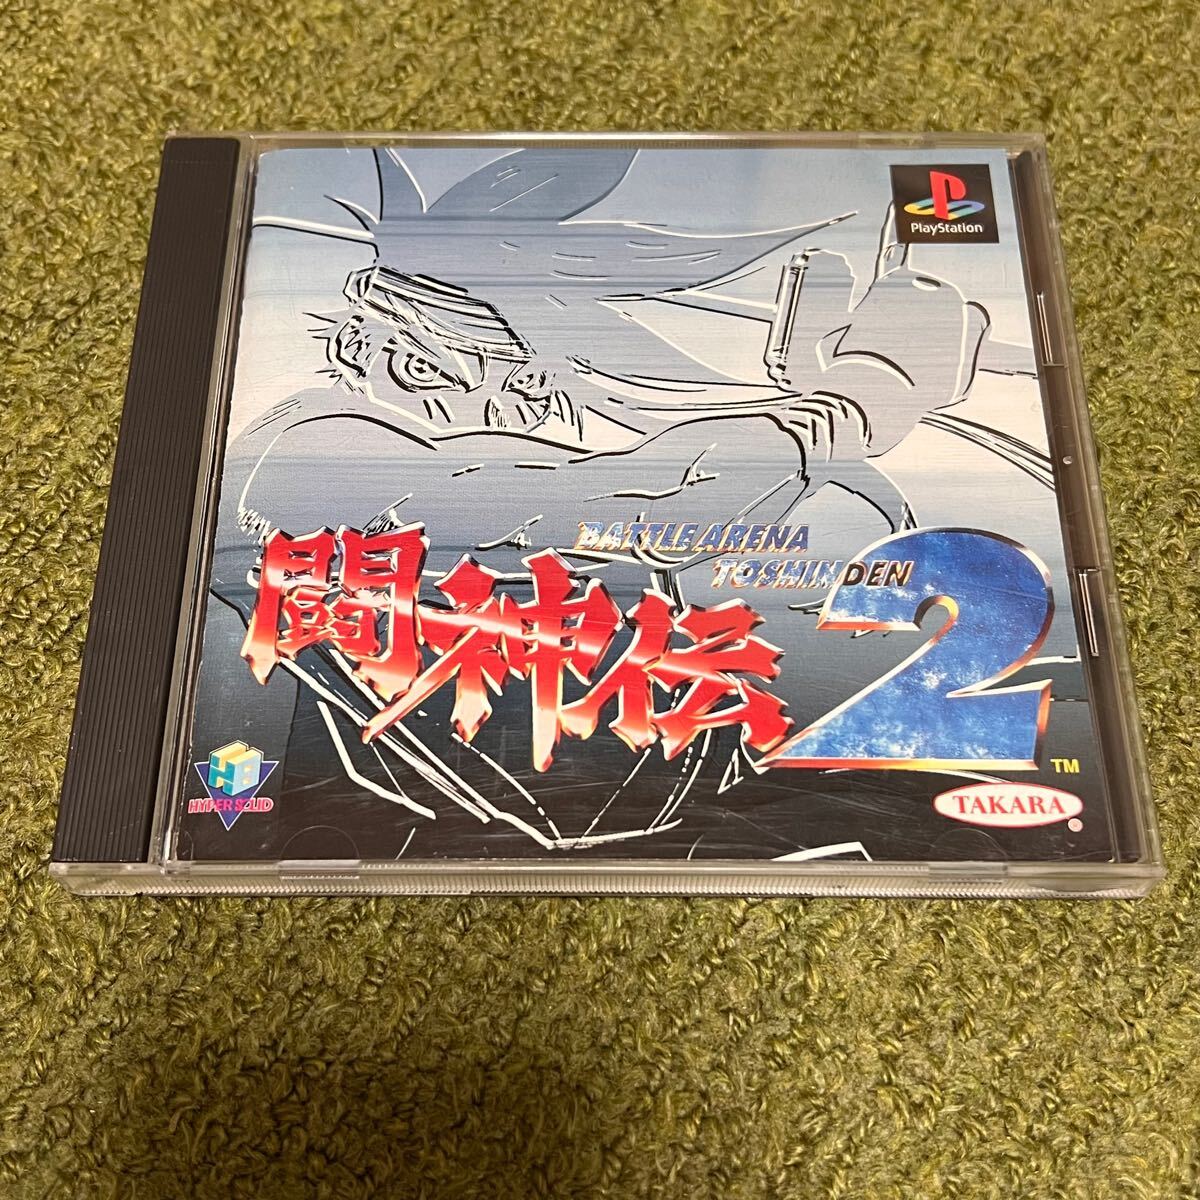 PlayStation
BATTLE ARENA
TOSHINDEN
闘神伝2
TM
HYPER SOLID
TAKARA
®